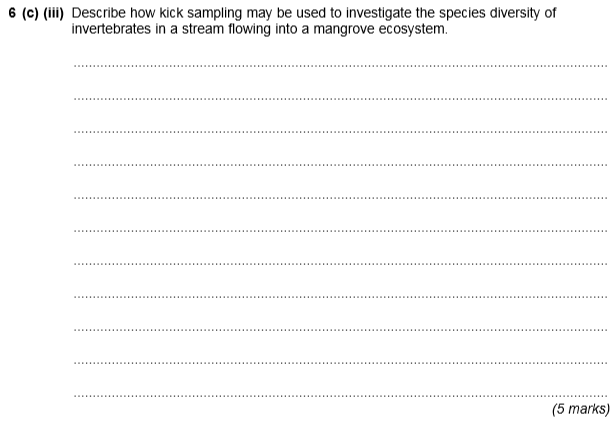 6 (c) (iii) Describe how kick sampling may be used to investigate the species diversity of
invertebrates in a stream flowing into a mangrove ecosystem.
(5 marks)